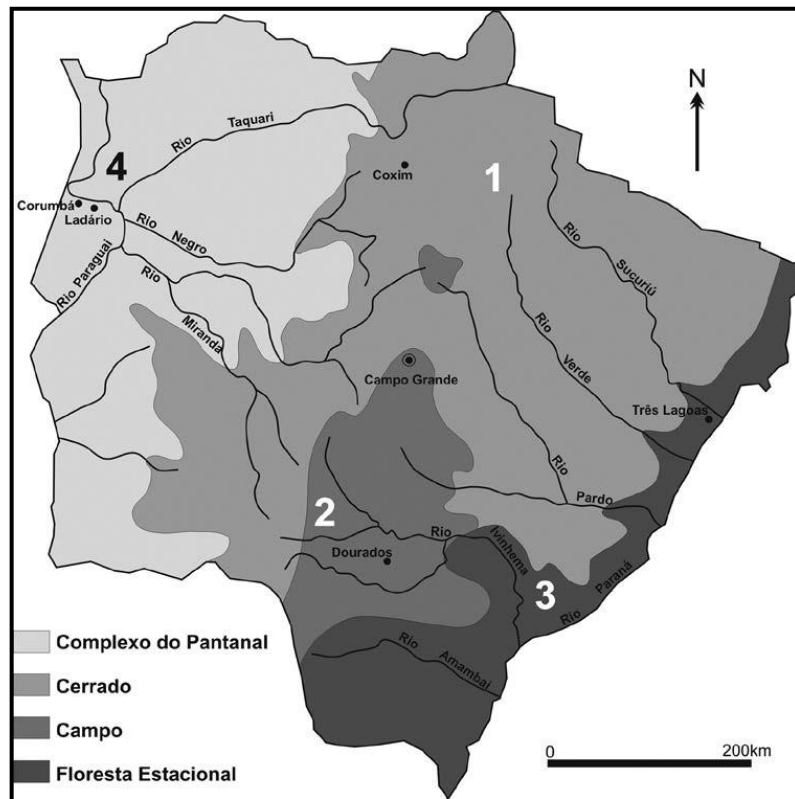 N
Rio
Taquari
4
1
Coxim
Corumbá
Ladário
Rio
Negro
Rio Paraguai
Rio
Miranda
Rio
Sucuriú
Rio
Verde
Campo Grande
Três Lagoas
Rio
Pardo
2
Rio
Ivinhema
Dourados
3
Rio
Paraná
Rio
Amambai
Complexo do Pantanal
Cerrado
Campo
Floresta Estacional
0
200km